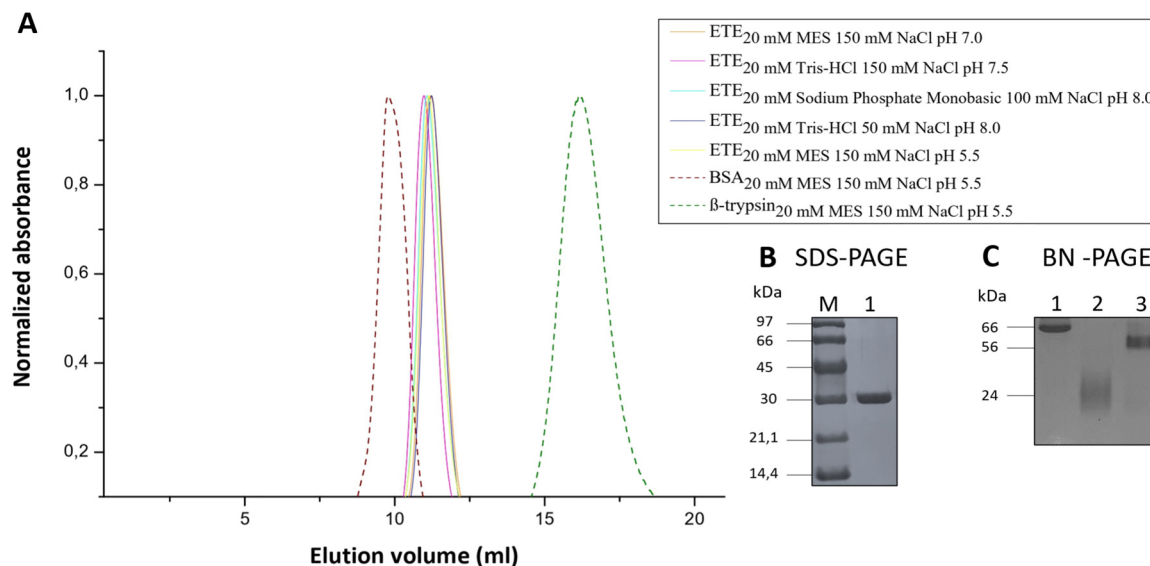 A
Normalized absorbance
1,0
0,8
0,6
0,4
0,2
5
10
15
20
Elution volume (ml)
ETE20 mM MES 150 mM NaCl pH 7.0
ETE20 mM Tris-HCl 150 mM NaCl pH 7.5
ETE20 mM Sodium Phosphate Monobasic 100 mM NaCl pH 8.0
ETE20 mM Tris-HCl 50 mM NaCl pH 8.0
ETE20 mM MES 150 mM NaCl pH 5.5
BSA20 mM MES 150 mM NaCl pH 5.5
ß-trypsin20 mM MES 150 mM NaCl pH 5.5
B SDS-PAGE
kDa
M 1
97
66
45
30
21,1
14,4
C BN -PAGE
kDa
1 2 3
66
56
24